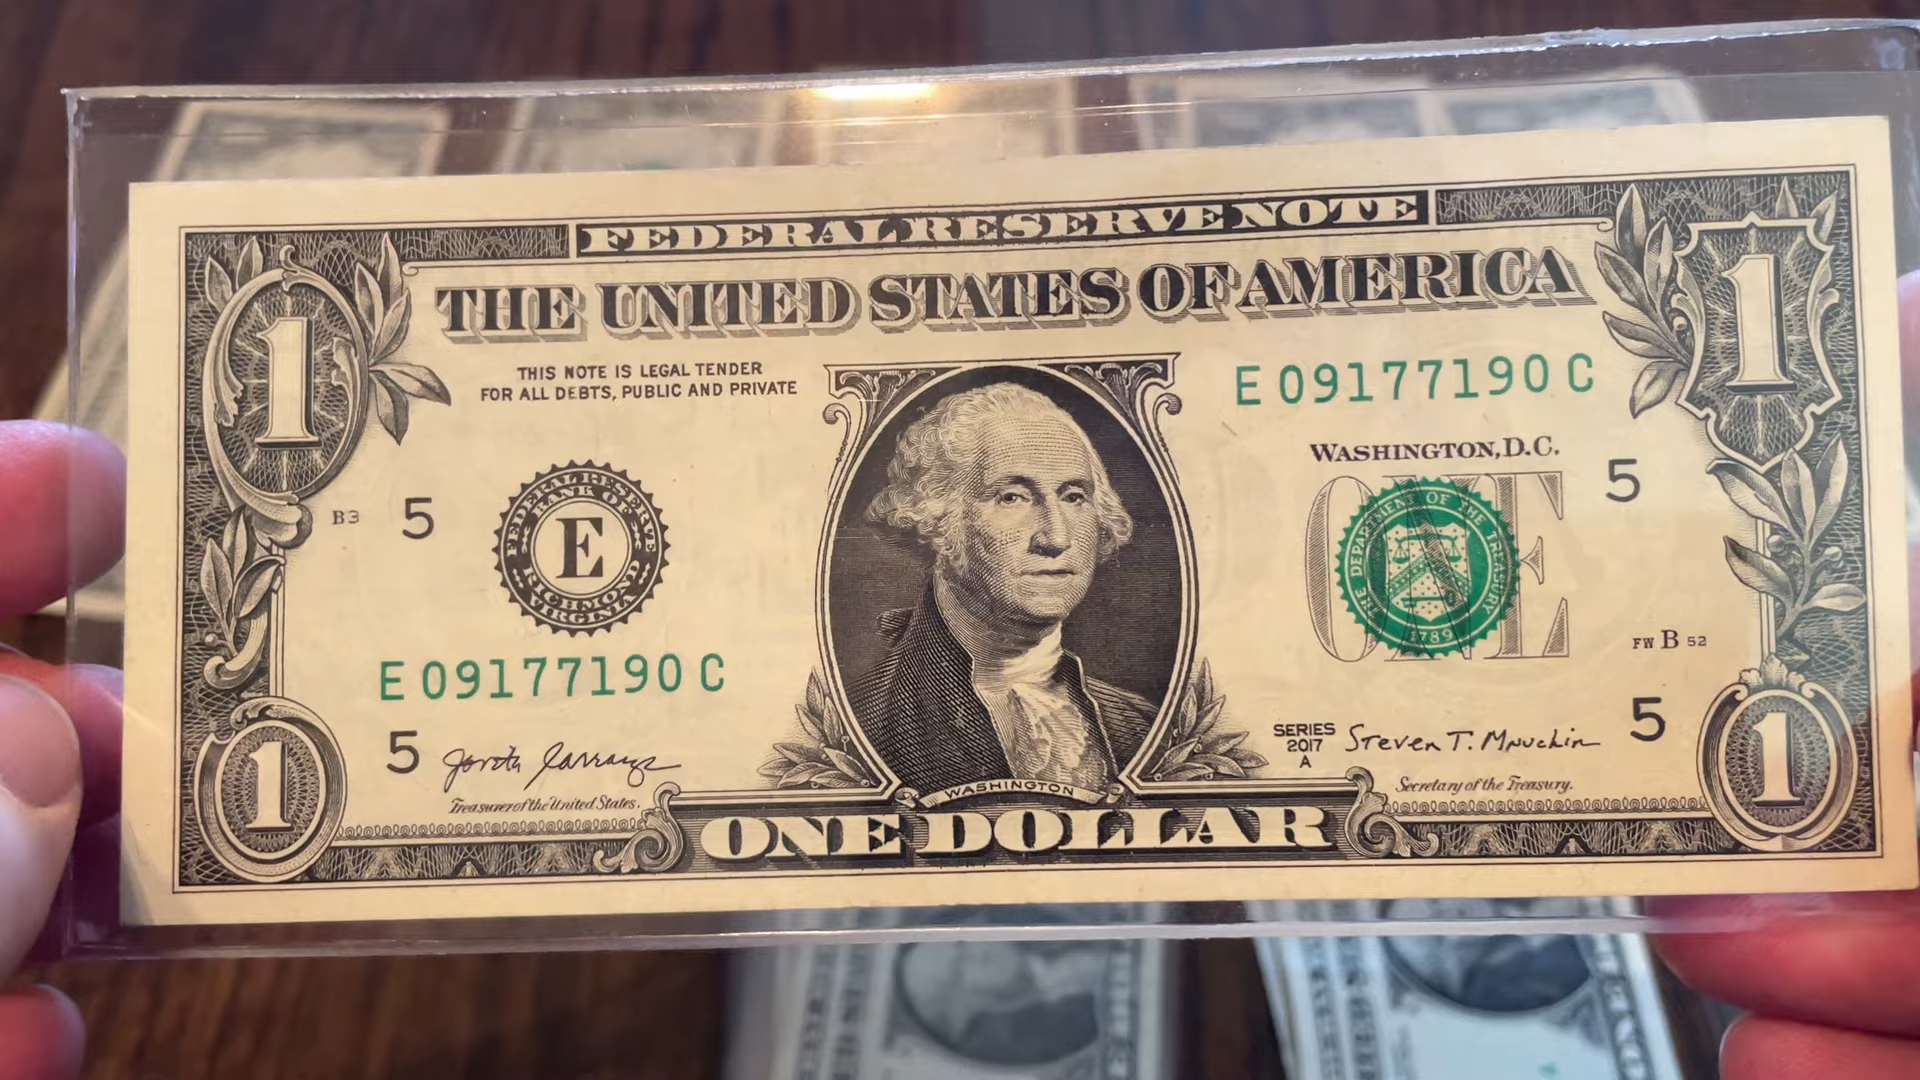 FEDERAL RESERVE NOTE
THE UNITED STATES OF AMERICA
1
1
THIS NOTE IS LEGAL TENDER
FOR ALL DEBTS, PUBLIC AND PRIVATE
E 09177190 C
WASHINGTON, D.C.
B3
5
FEDERAL RESERVE BANK OF RICHMOND VIRGINIA
E
ONE
THE DEPARTMENT OF THE TREASURY
1789
5
FW B 52
E 09177190 C
5
Jovita Carranza
Treasurer of the United States.
WASHINGTON
SERIES
2017
A
Steven T. Mnuchin
Secretary of the Treasury.
5
1
ONE DOLLAR
1